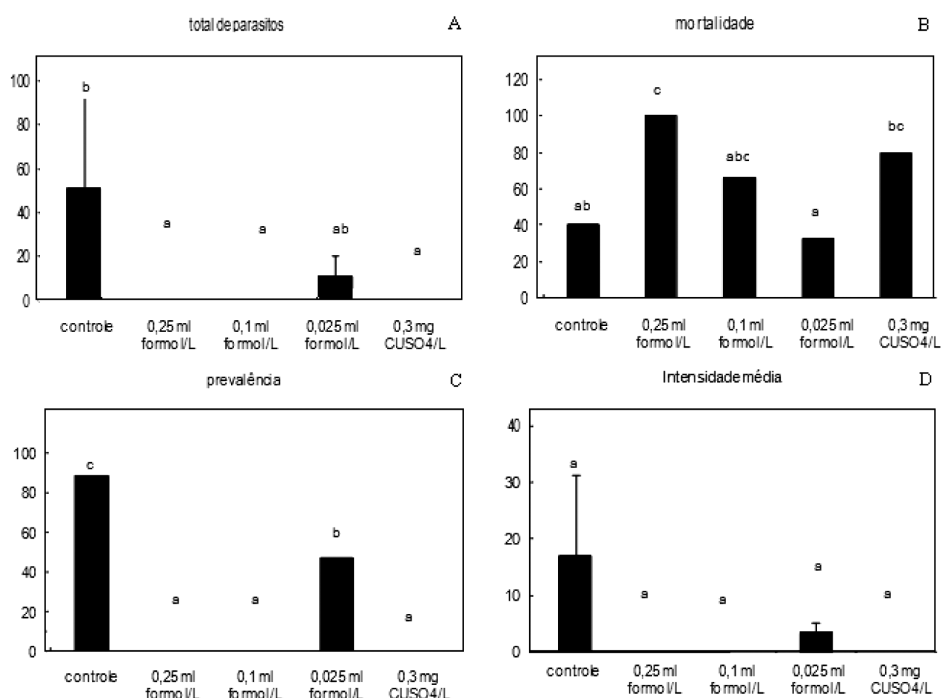 total de parasitos A
100
80
60
40
20
0
b
a
a
ab
a
controle 0,25 ml formol/L 0,1 ml formol/L 0,025 ml formol/L 0,3 mg CUSO4/L
mortalidade B
120
100
80
60
40
20
0
ab
c
abc
a
bc
controle 0,25 ml formol/L 0,1 ml formol/L 0,025 ml formol/L 0,3 mg CUSO4/L
prevalência C
100
80
60
40
20
0
c
a
a
b
a
controle 0,25 ml formol/L 0,1 ml formol/L 0,025 ml formol/L 0,3 mg CUSO4/L
Intensidade média D
40
30
20
10
0
a
a
a
a
a
controle 0,25 ml formol/L 0,1 ml formol/L 0,025 ml formol/L 0,3 mg CUSO4/L